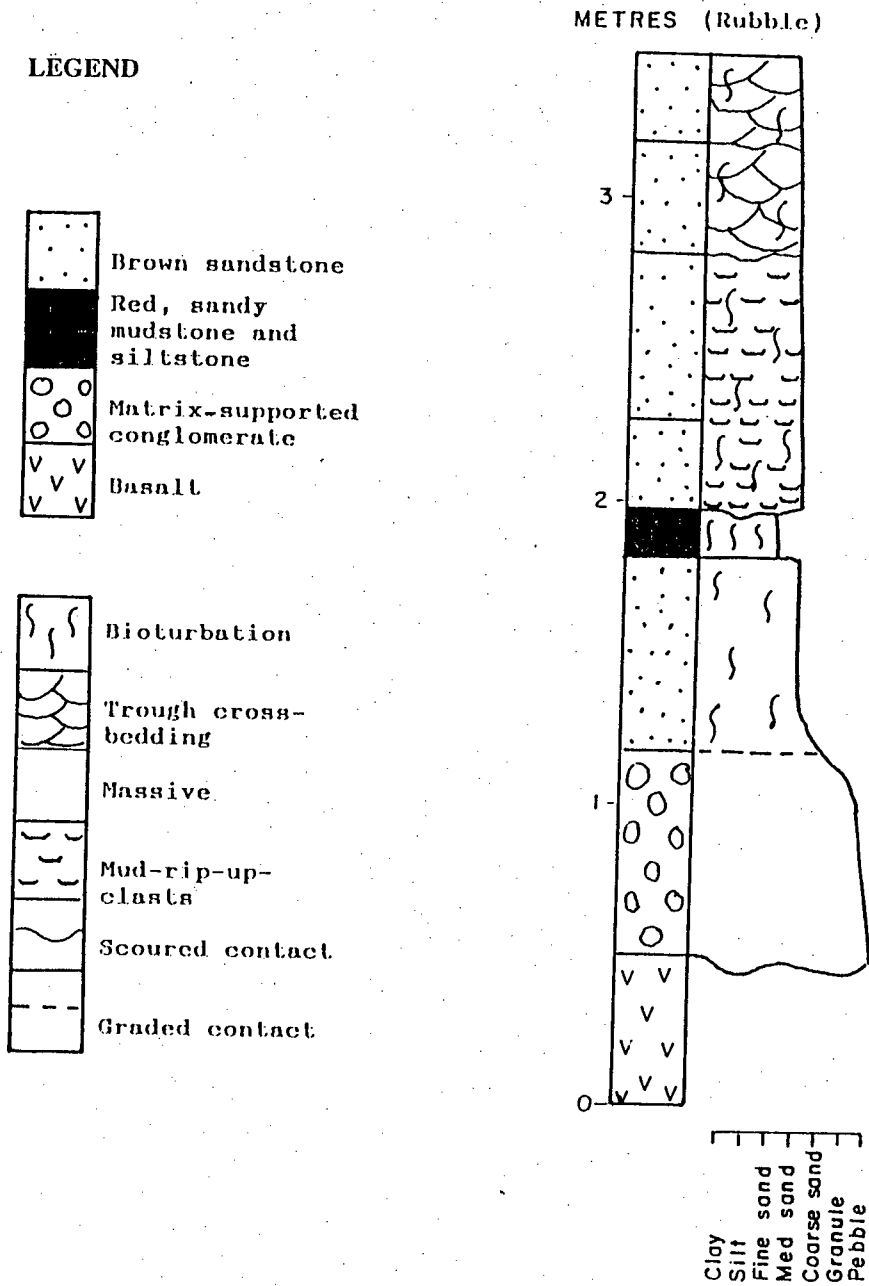 METRES (Rubble)
LEGEND
Brown sandstone
Red, sandy
mudstone and
siltstone
Matrix-supported
conglomerate
Basalt
Bioturbation
Trough cross-
bedding
Massive
Mud-rip-up-
clasts
Scoured contact
Graded contact
3
2
1
0
Clay
Silt
Fine sand
Med sand
Coarse sand
Granule
Pebble